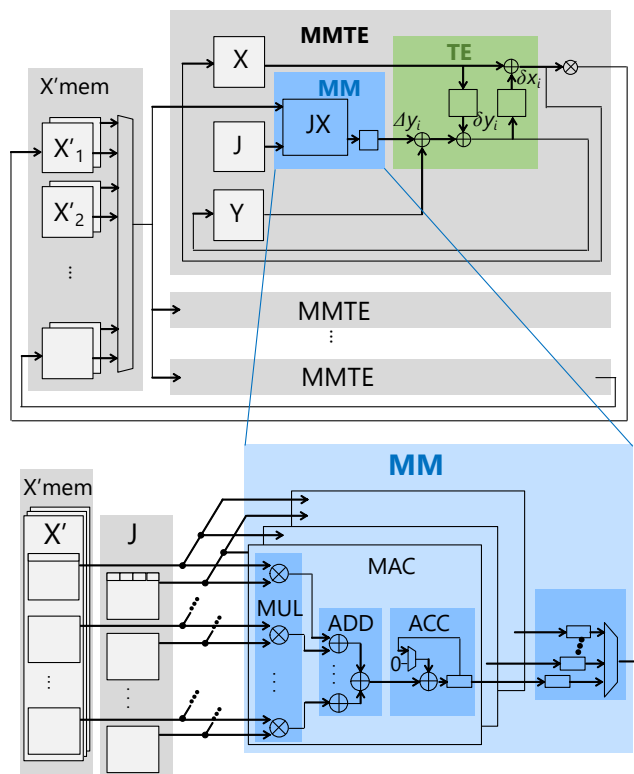 MMTE
TE
X'mem
X
MM
δxᵢ
X'₁
JX
Δyᵢ
δyᵢ
J
X'₂
Y
⋮
MMTE
⋮
MMTE
MM
X'mem
X'
J
MAC
MUL
ADD
ACC
0
⋮
⋮
⋮
⋮